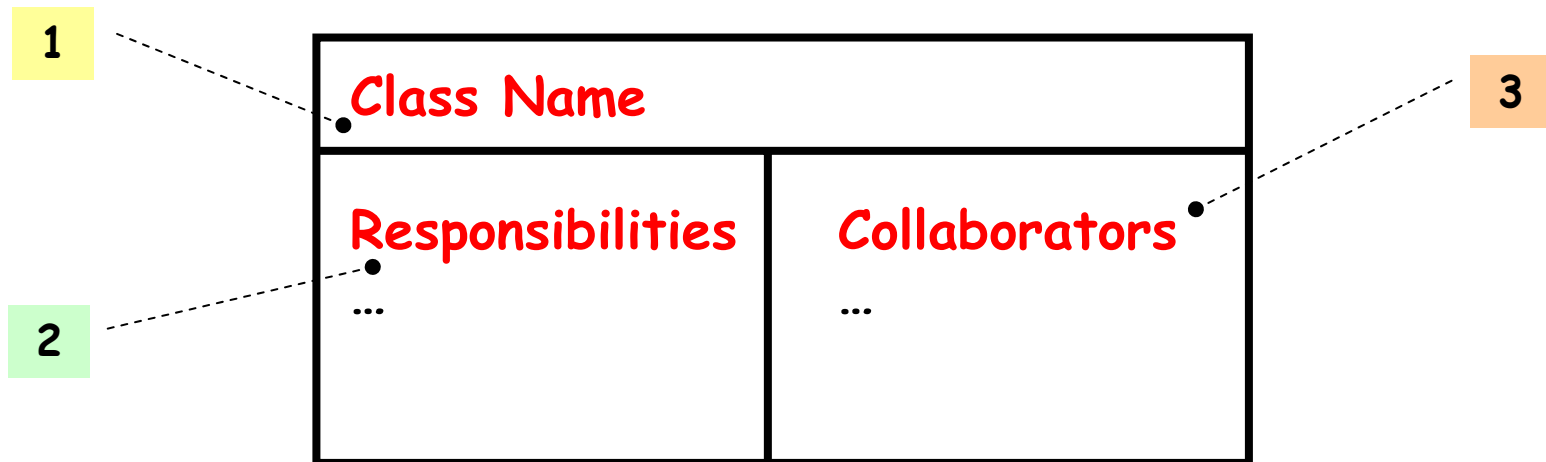 1
Class Name
3
Responsibilities
Collaborators
2
...
...